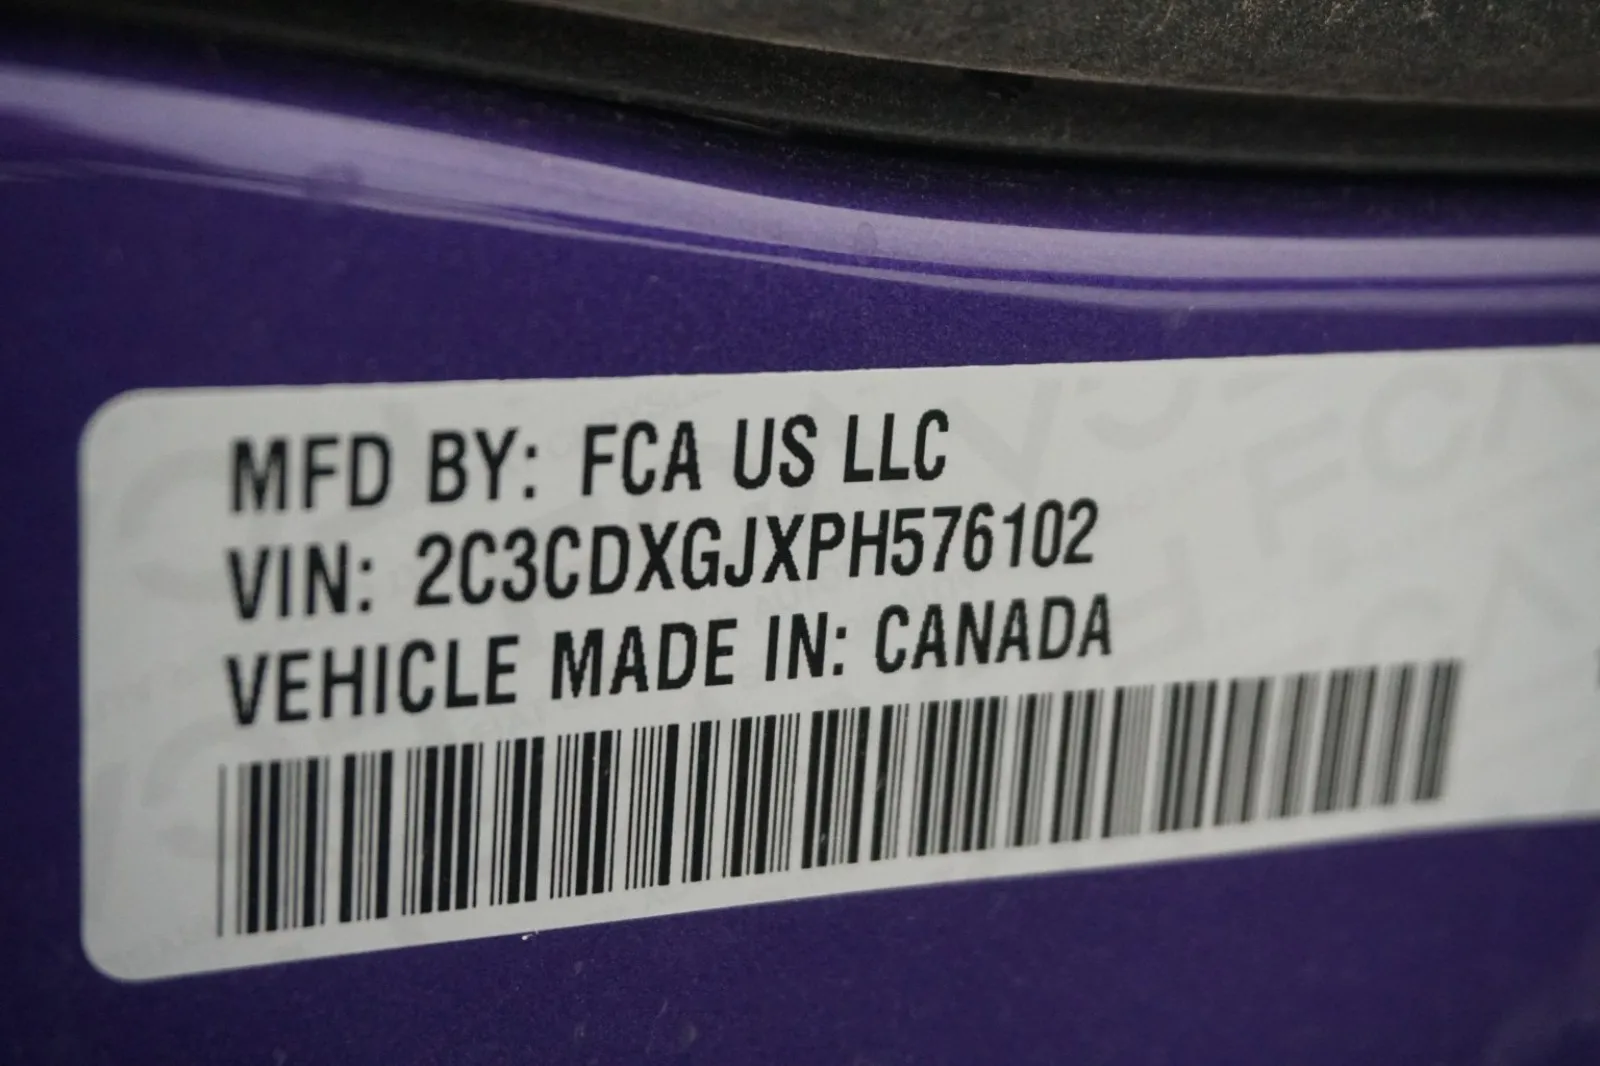 MFD BY: FCA US LLC
VIN: 2C3CDXGJXPH576102
VEHICLE MADE IN: CANADA